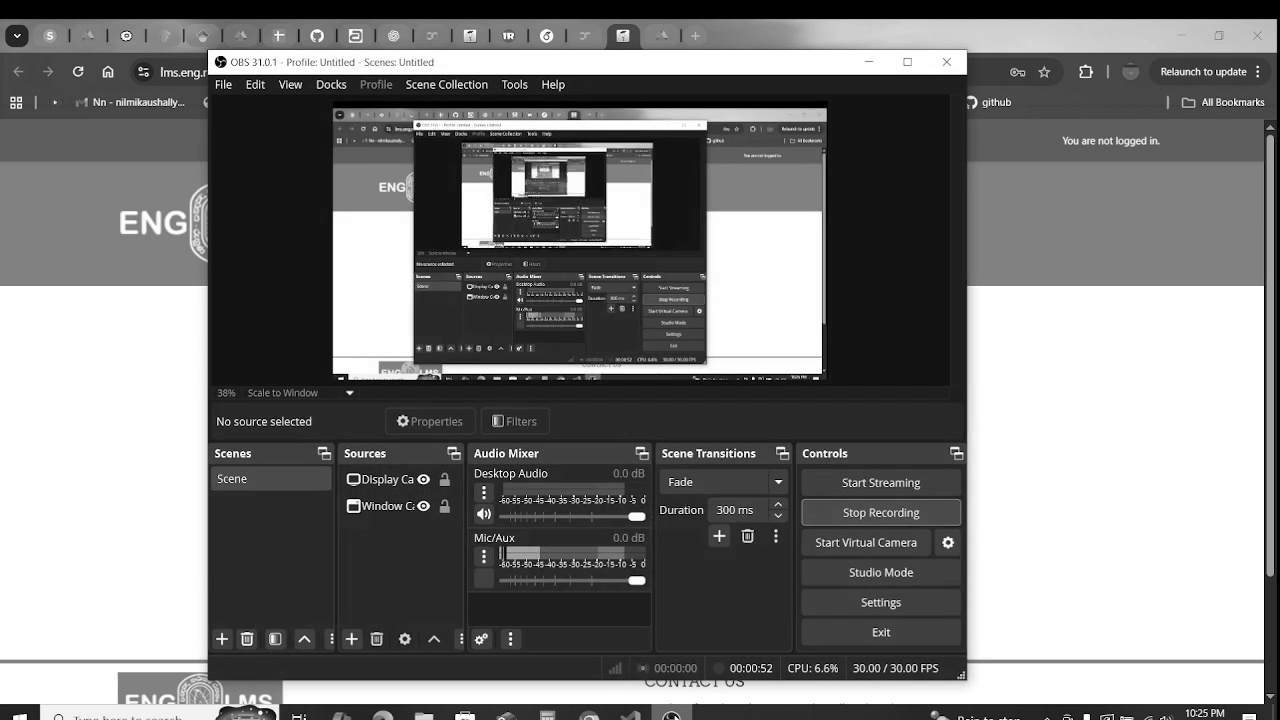 OBS 31.0.1 - Profile: Untitled - Scenes: Untitled
lms.eng.r
Relaunch to update
File Edit View Docks Profile Scene Collection Tools Help
Nn - nilmikaushally...
github
All Bookmarks
You are not logged in.
ENG
38% Scale to Window
No source selected Properties Filters
Scenes Sources Audio Mixer Scene Transitions Controls
Scene
Display Ca
Window Ca
Desktop Audio 0.0 dB
-60 -55 -50 -45 -40 -35 -30 -25 -20 -15 -10 -5 0
Mic/Aux 0.0 dB
-60 -55 -50 -45 -40 -35 -30 -25 -20 -15 -10 -5 0
Fade
Duration 300 ms
Start Streaming
Stop Recording
Start Virtual Camera
Studio Mode
Settings
Exit
00:00:00 00:00:52 CPU: 6.6% 30.00 / 30.00 FPS
ENG LMS
CONTACT US
Type here to search
10:25 PM